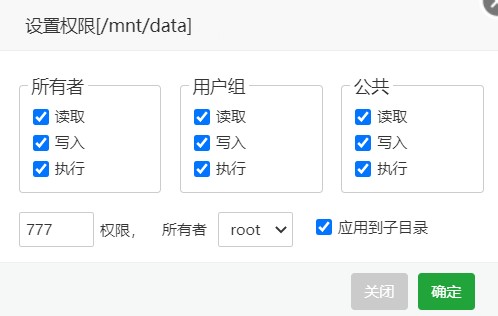 设置权限[/mnt/data]
所有者 用户组 公共
读取 读取 读取
写入 写入 写入
执行 执行 执行
777 权限， 所有者 root 应用到子目录
关闭 确定